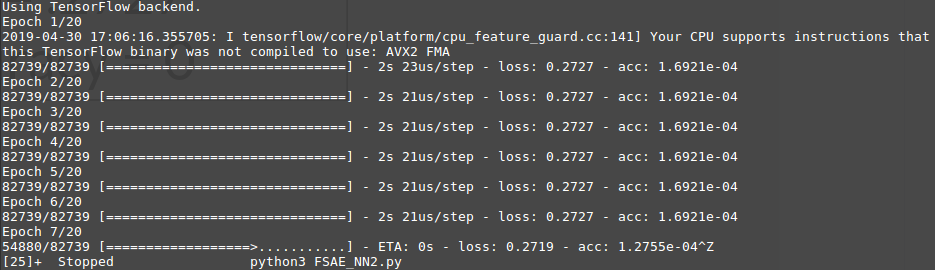 Using TensorFlow backend.
Epoch 1/20
2019-04-30 17:06:16.355705: I tensorflow/core/platform/cpu_feature_guard.cc:141] Your CPU supports instructions that
this TensorFlow binary was not compiled to use: AVX2 FMA
82739/82739 [==============================] - 2s 23us/step - loss: 0.2727 - acc: 1.6921e-04
Epoch 2/20
82739/82739 [==============================] - 2s 21us/step - loss: 0.2727 - acc: 1.6921e-04
Epoch 3/20
82739/82739 [==============================] - 2s 21us/step - loss: 0.2727 - acc: 1.6921e-04
Epoch 4/20
82739/82739 [==============================] - 2s 21us/step - loss: 0.2727 - acc: 1.6921e-04
Epoch 5/20
82739/82739 [==============================] - 2s 21us/step - loss: 0.2727 - acc: 1.6921e-04
Epoch 6/20
82739/82739 [==============================] - 2s 21us/step - loss: 0.2727 - acc: 1.6921e-04
Epoch 7/20
54880/82739 [==================>...........] - ETA: 0s - loss: 0.2719 - acc: 1.2755e-04^Z
[25]+  Stopped                 python3 FSAE_NN2.py